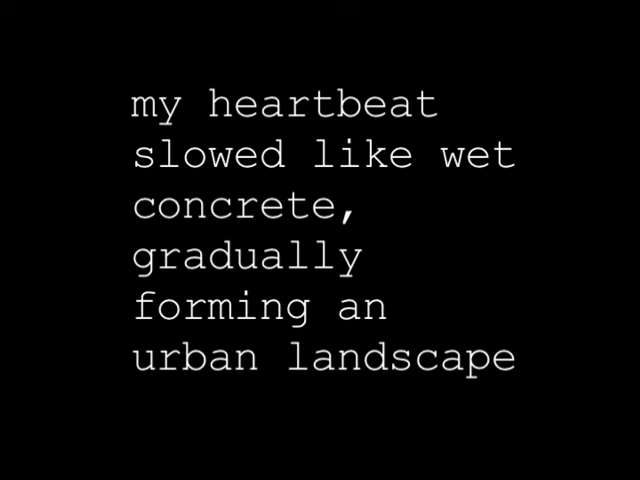 my heartbeat
slowed like wet
concrete,
gradually
forming an
urban landscape